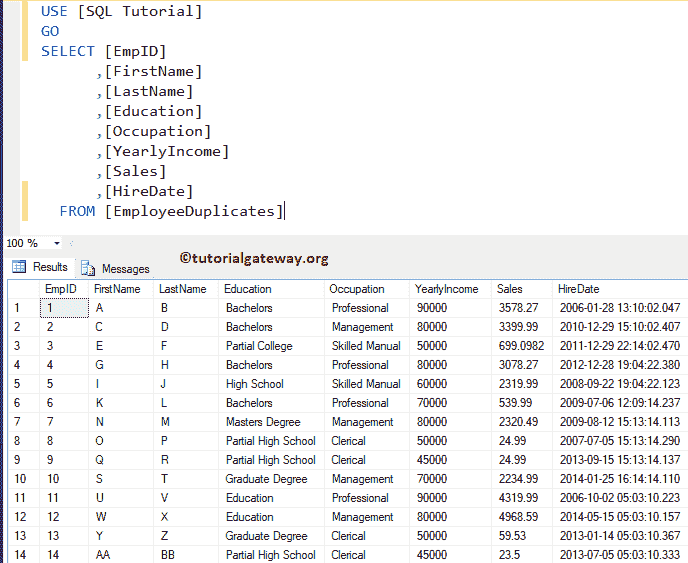 USE [SQL Tutorial]
GO
SELECT [EmpID]
,[FirstName]
,[LastName]
,[Education]
,[Occupation]
,[YearlyIncome]
,[Sales]
,[HireDate]
FROM [EmployeeDuplicates]
100 %
©tutorialgateway.org
Results Messages
EmpID FirstName LastName Education Occupation YearlyIncome Sales HireDate
1 1 A B Bachelors Professional 90000 3578.27 2006-01-28 13:10:02.047
2 2 C D Bachelors Management 80000 3399.99 2010-12-29 15:10:02.407
3 3 E F Partial College Skilled Manual 50000 699.0982 2011-12-29 22:14:02.470
4 4 G H Bachelors Professional 80000 3078.27 2012-12-28 19:04:22.380
5 5 I J High School Skilled Manual 60000 2319.99 2008-09-22 19:04:22.123
6 6 K L Bachelors Professional 70000 539.99 2009-07-06 12:09:14.237
7 7 N M Masters Degree Management 80000 2320.49 2009-08-12 15:13:14.113
8 8 O P Partial High School Clerical 50000 24.99 2007-07-05 15:13:14.290
9 9 Q R Partial High School Clerical 45000 24.99 2013-09-15 15:13:14.137
10 10 S T Graduate Degree Management 70000 2234.99 2014-01-25 16:14:14.110
11 11 U V Education Professional 90000 4319.99 2006-10-02 05:03:10.223
12 12 W X Education Management 80000 4968.59 2014-05-15 05:03:10.157
13 13 Y Z Graduate Degree Clerical 50000 59.53 2013-01-14 05:03:10.367
14 14 AA BB Partial High School Clerical 45000 23.5 2013-07-05 05:03:10.333